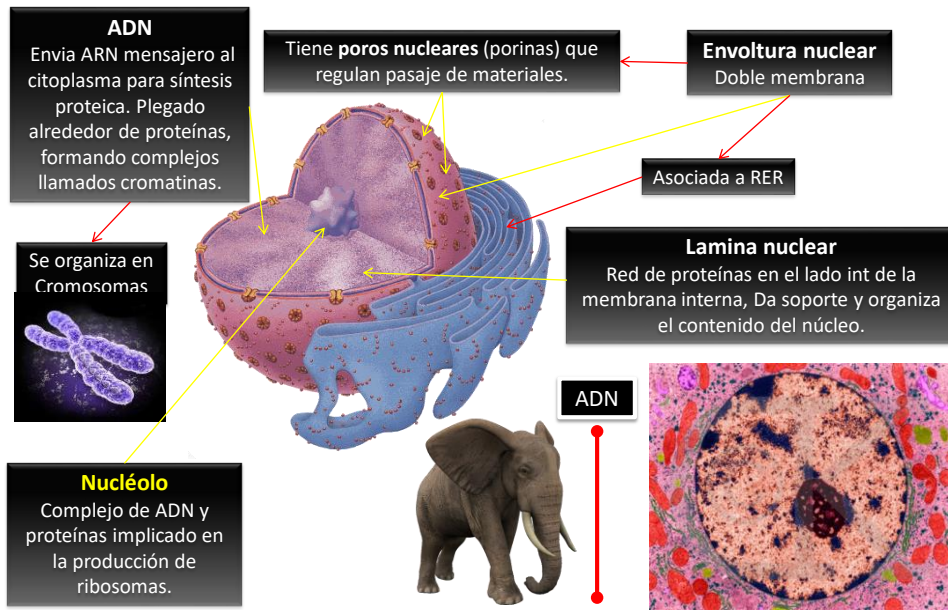 ADN
Envia ARN mensajero al
citoplasma para síntesis
proteica. Plegado
alrededor de proteínas,
formando complejos
llamados cromatinas.
Tiene poros nucleares (porinas) que
regulan pasaje de materiales.
Envoltura nuclear
Doble membrana
Asociada a RER
Se organiza en
Cromosomas
Lamina nuclear
Red de proteínas en el lado int de la
membrana interna, Da soporte y organiza
el contenido del núcleo.
ADN
Nucléolo
Complejo de ADN y
proteínas implicado en
la producción de
ribosomas.